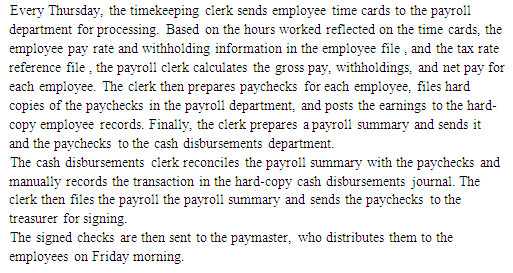 Every Thursday, the timekeeping clerk sends employee time cards to the payroll
department for processing. Based on the hours worked reflected on the time cards, the
employee pay rate and withholding information in the employee file , and the tax rate
reference file , the payroll clerk calculates the gross pay, withholdings, and net pay for
each employee. The clerk then prepares paychecks for each employee, files hard
copies of the paychecks in the payroll department, and posts the earnings to the hard-
copy employee records. Finally, the clerk prepares a payroll summary and sends it
and the paychecks to the cash disbursements department.
The cash disbursements clerk reconciles the payroll summary with the paychecks and
manually records the transaction in the hard-copy cash disbursements journal. The
clerk then files the payroll the payroll summary and sends the paychecks to the
treasurer for signing.
The signed checks are then sent to the paymaster, who distributes them to the
employees on Friday morning.